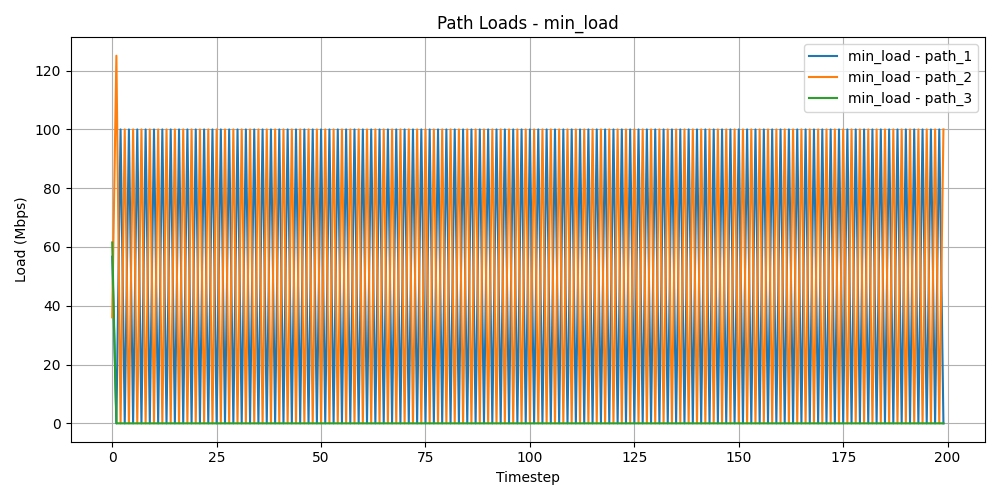 Path Loads - min_load
min_load - path_1
min_load - path_2
min_load - path_3
Load (Mbps)
120
100
80
60
40
20
0
0 25 50 75 100 125 150 175 200
Timestep